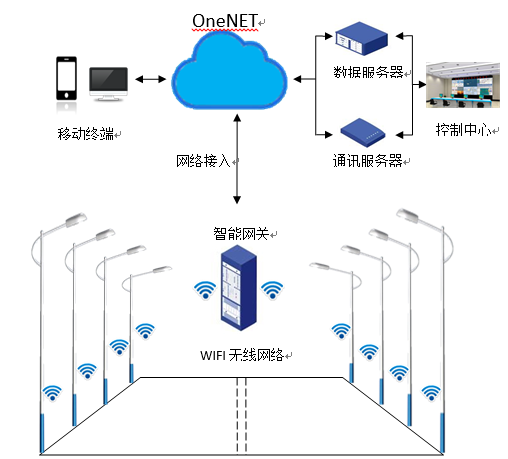 OneNET
数据服务器
移动终端
控制中心
网络接入
通讯服务器
智能网关
WIFI 无线网络